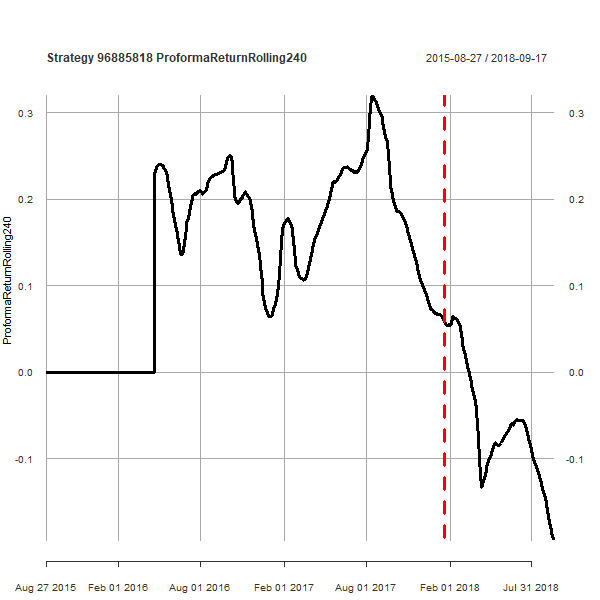 Strategy 96885818 ProformaReturnRolling240
2015-08-27 / 2018-09-17
ProformaReturnRolling240
0.3
0.2
0.1
0.0
-0.1
0.3
0.2
0.1
0.0
-0.1
Aug 27 2015
Feb 01 2016
Aug 01 2016
Feb 01 2017
Aug 01 2017
Feb 01 2018
Jul 31 2018